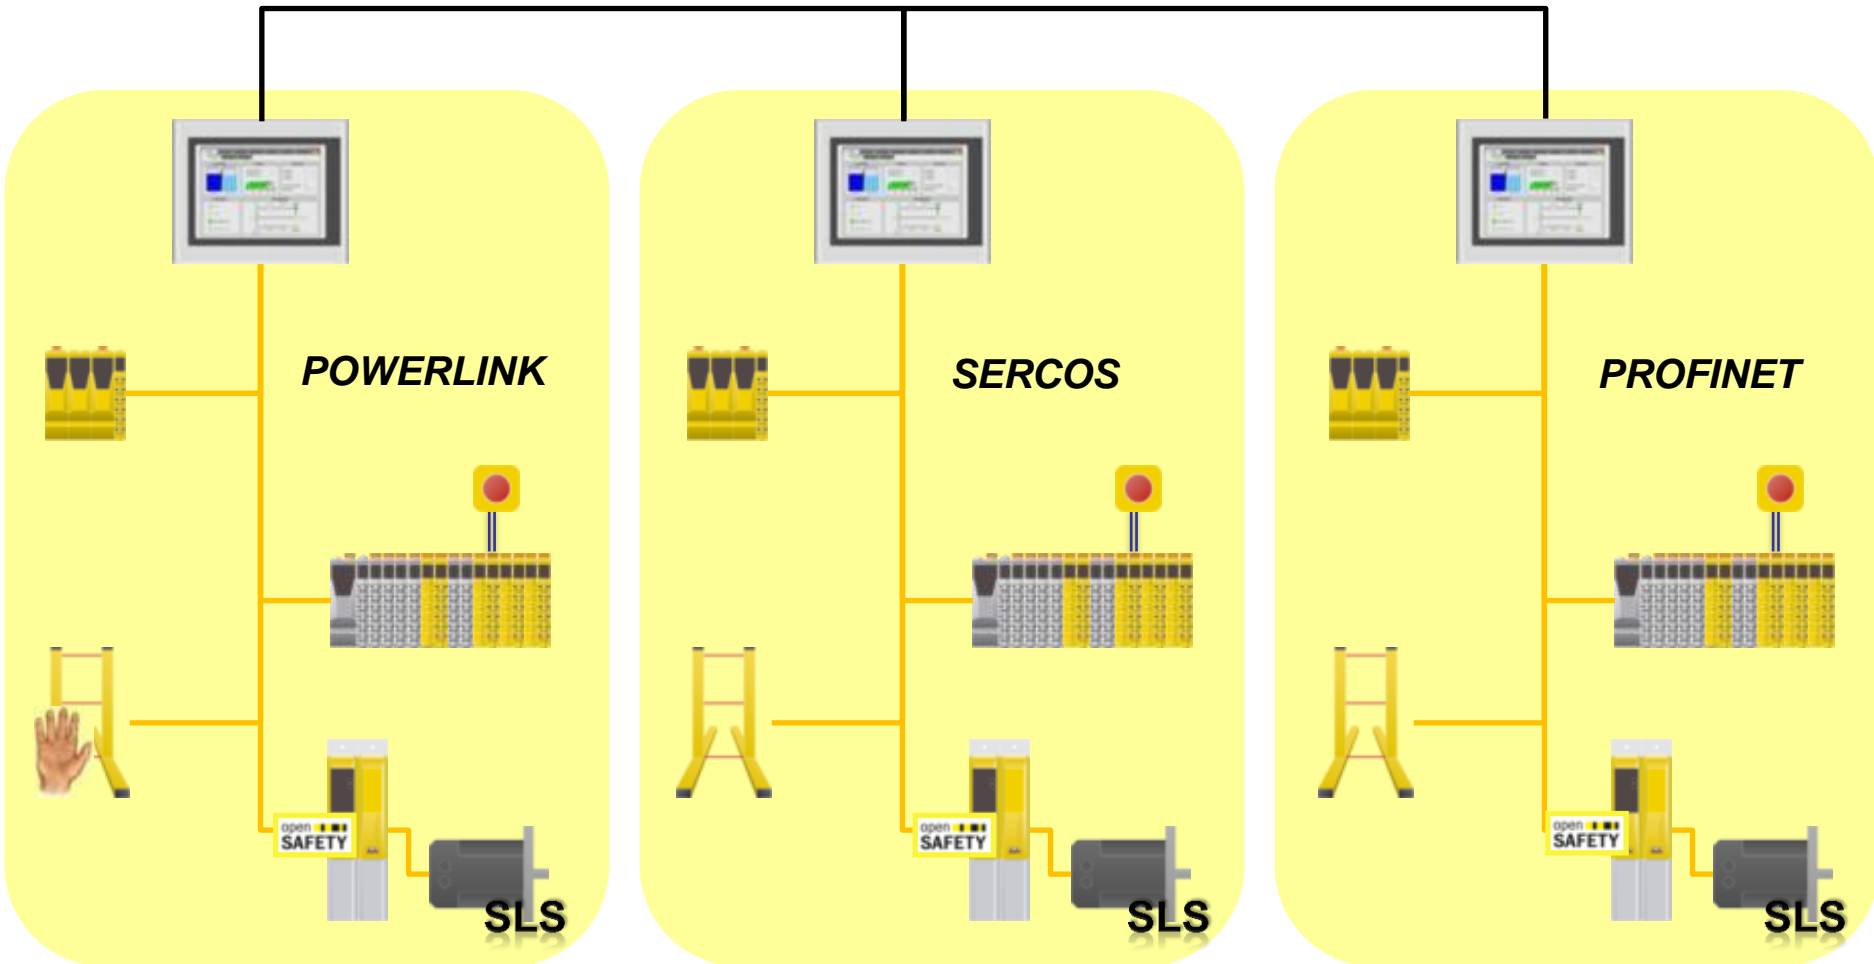 POWERLINK
SERCOS
PROFINET
open
SAFETY
SLS
open
SAFETY
SLS
open
SAFETY
SLS